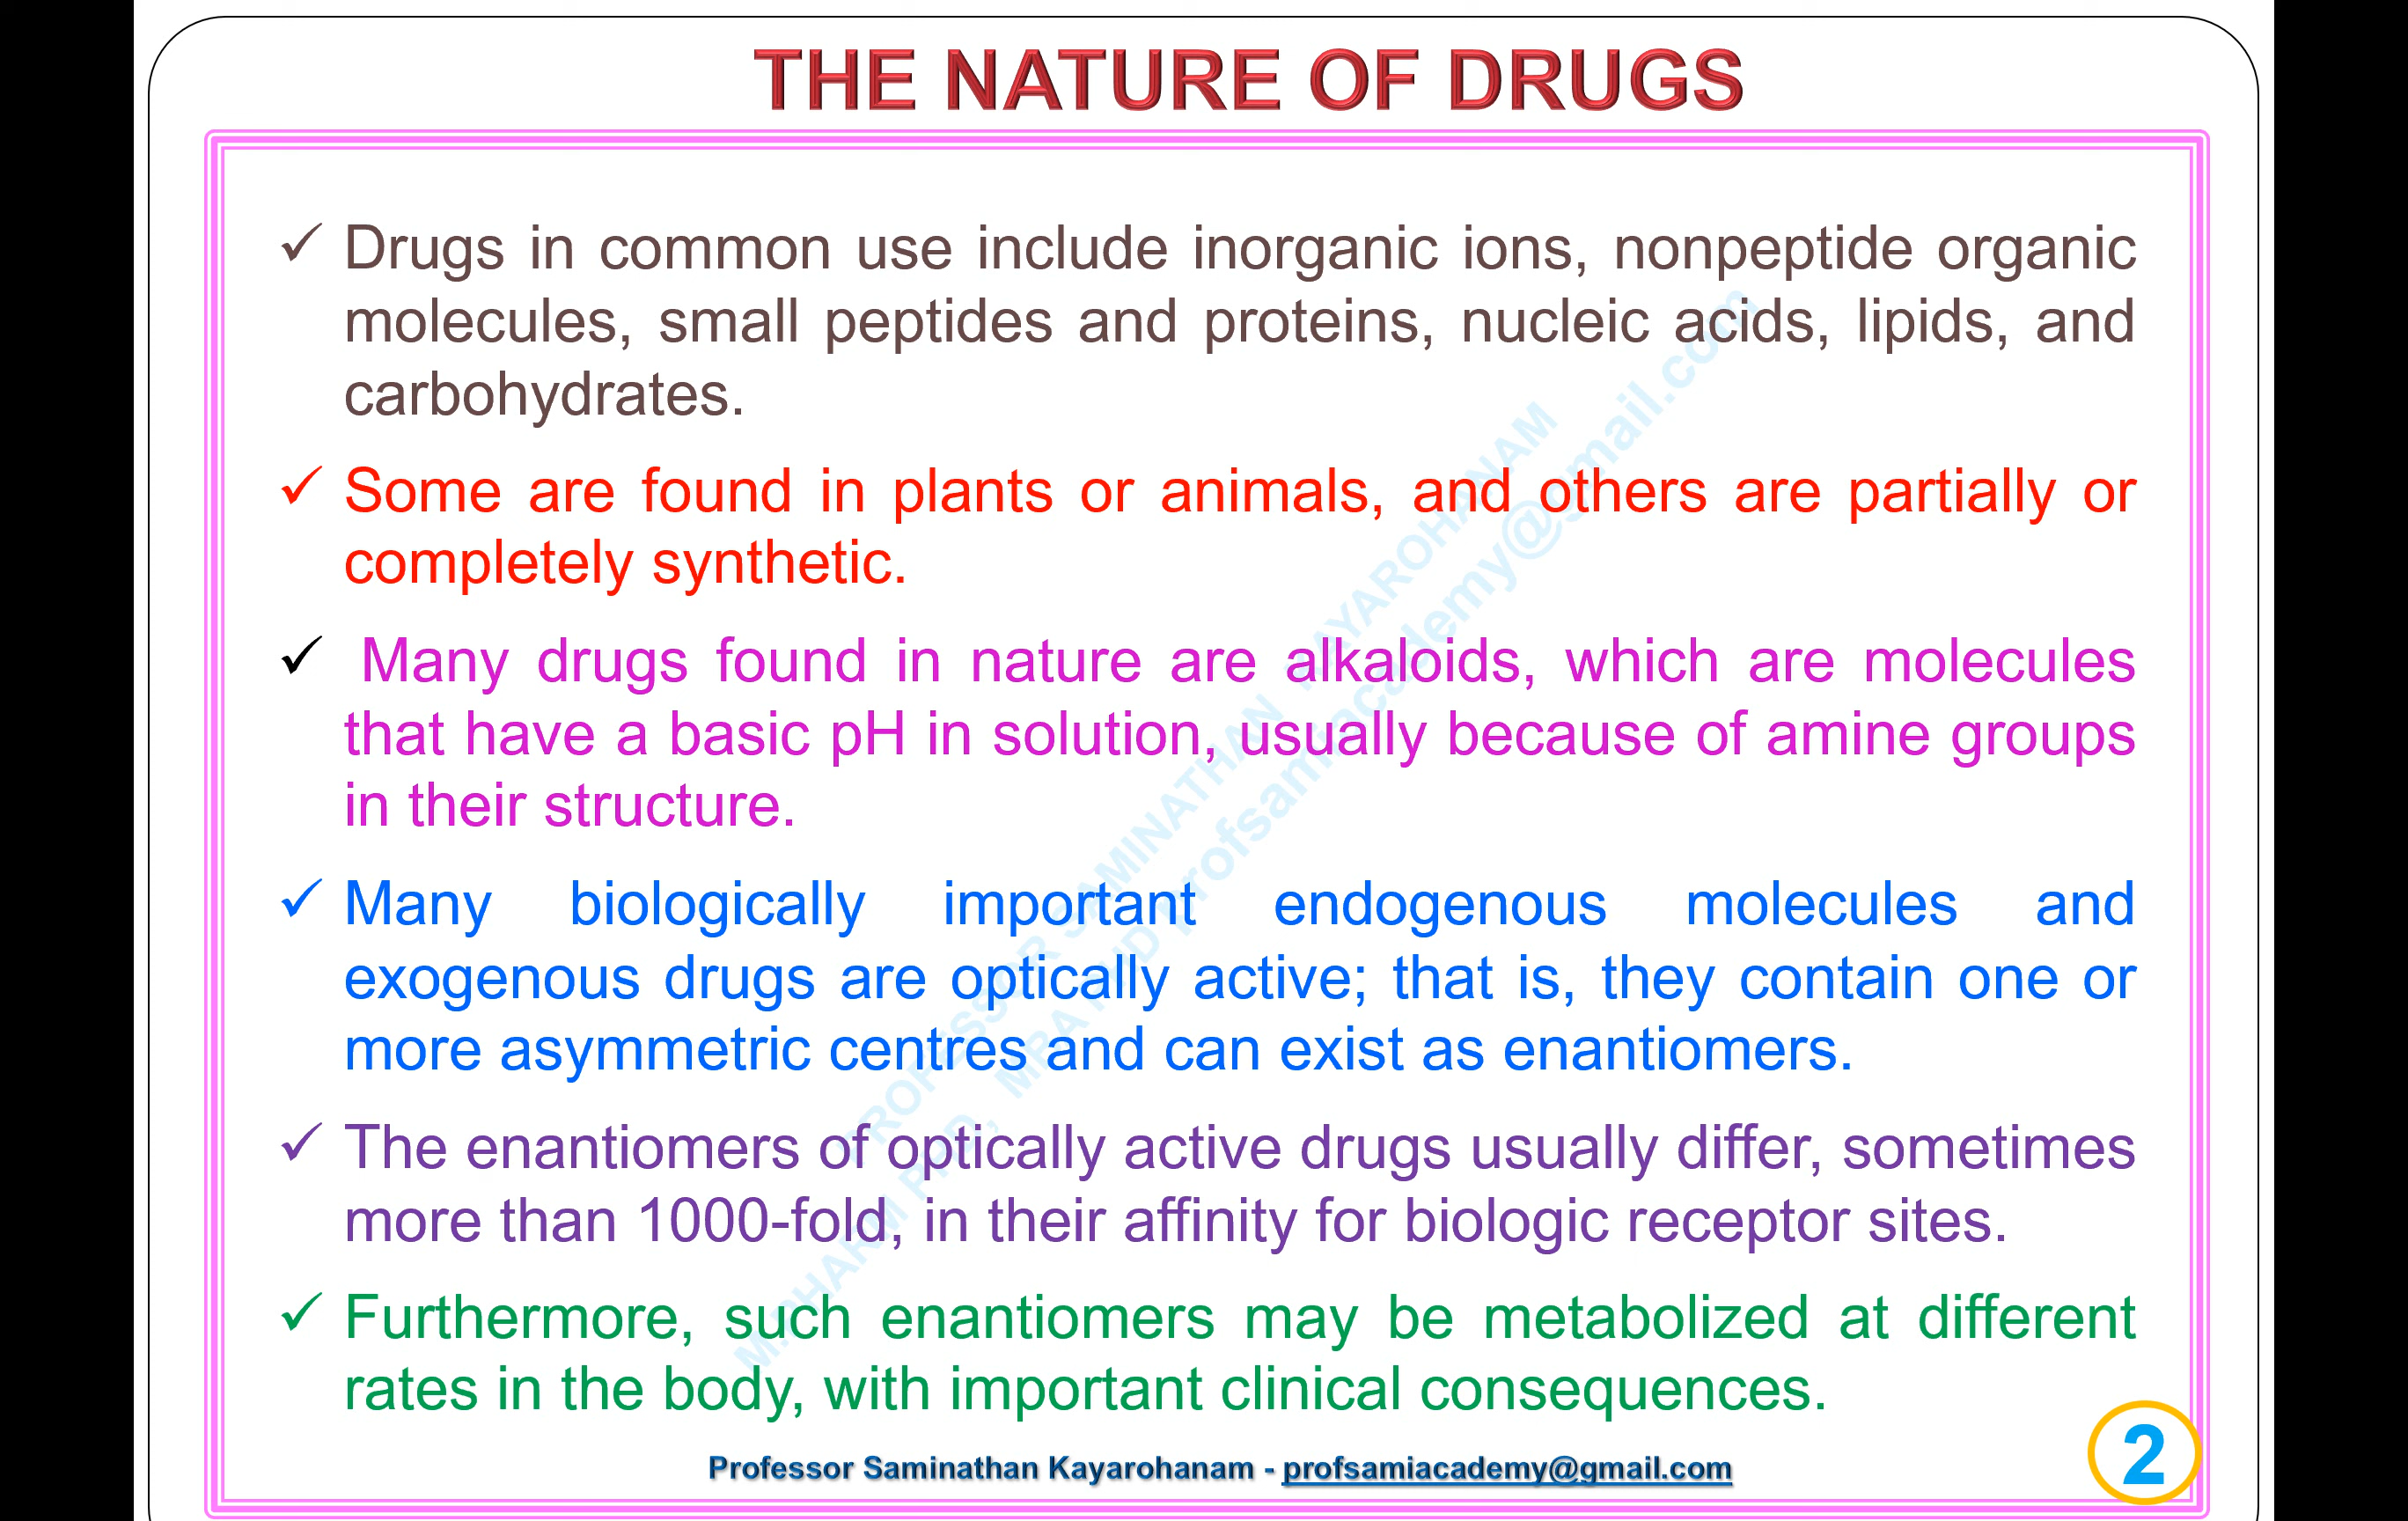 THE NATURE OF DRUGS
✓ Drugs in common use include inorganic ions, nonpeptide organic
molecules, small peptides and proteins, nucleic acids, lipids, and
carbohydrates.
✓ Some are found in plants or animals, and others are partially or
completely synthetic.
✓ Many drugs found in nature are alkaloids, which are molecules
that have a basic pH in solution, usually because of amine groups
in their structure.
✓ Many biologically important endogenous molecules and
exogenous drugs are optically active; that is, they contain one or
more asymmetric centres and can exist as enantiomers.
✓ The enantiomers of optically active drugs usually differ, sometimes
more than 1000-fold, in their affinity for biologic receptor sites.
✓ Furthermore, such enantiomers may be metabolized at different
rates in the body, with important clinical consequences.
PROFESSOR SAMINATHAN KAYAROHANAM
Professor Saminathan Kayarohanam - profsamiacademy@gmail.com
2